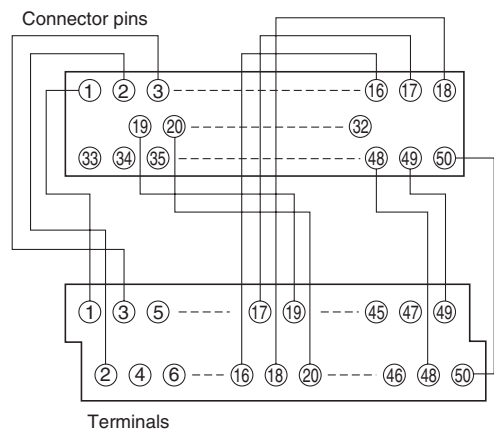 Connector pins
1 2 3 16 17 18
19 20 32
33 34 35 48 49 50
1 3 5 17 19 45 47 49
2 4 6 16 18 20 46 48 50
Terminals